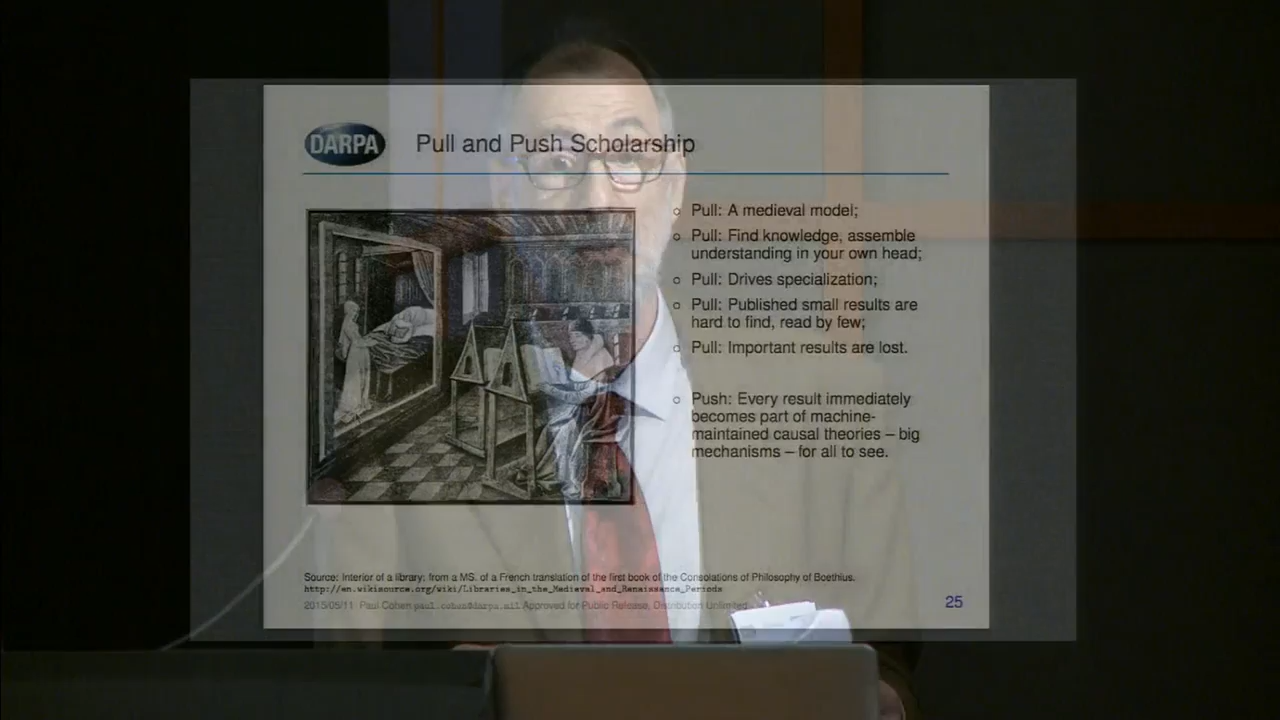 DARPA
Pull and Push Scholarship
Pull: A medieval model;
Pull: Find knowledge, assemble
understanding in your own head;
Pull: Drives specialization;
Pull: Published small results are
hard to find, read by few;
Pull: Important results are lost.
Push: Every result immediately
becomes part of machine-
maintained causal theories – big
mechanisms – for all to see.
Source: Interior of a library; from a MS. of a French translation of the first book of the Consolations of Philosophy of Boethius.
http://en.wikisource.org/wiki/Libraries_in_the_Medieval_and_Renaissance_Periods
2015/05/11 Paul Cohen paul.cohen@darpa.mil Approved for Public Release, Distribution Unlimited
25